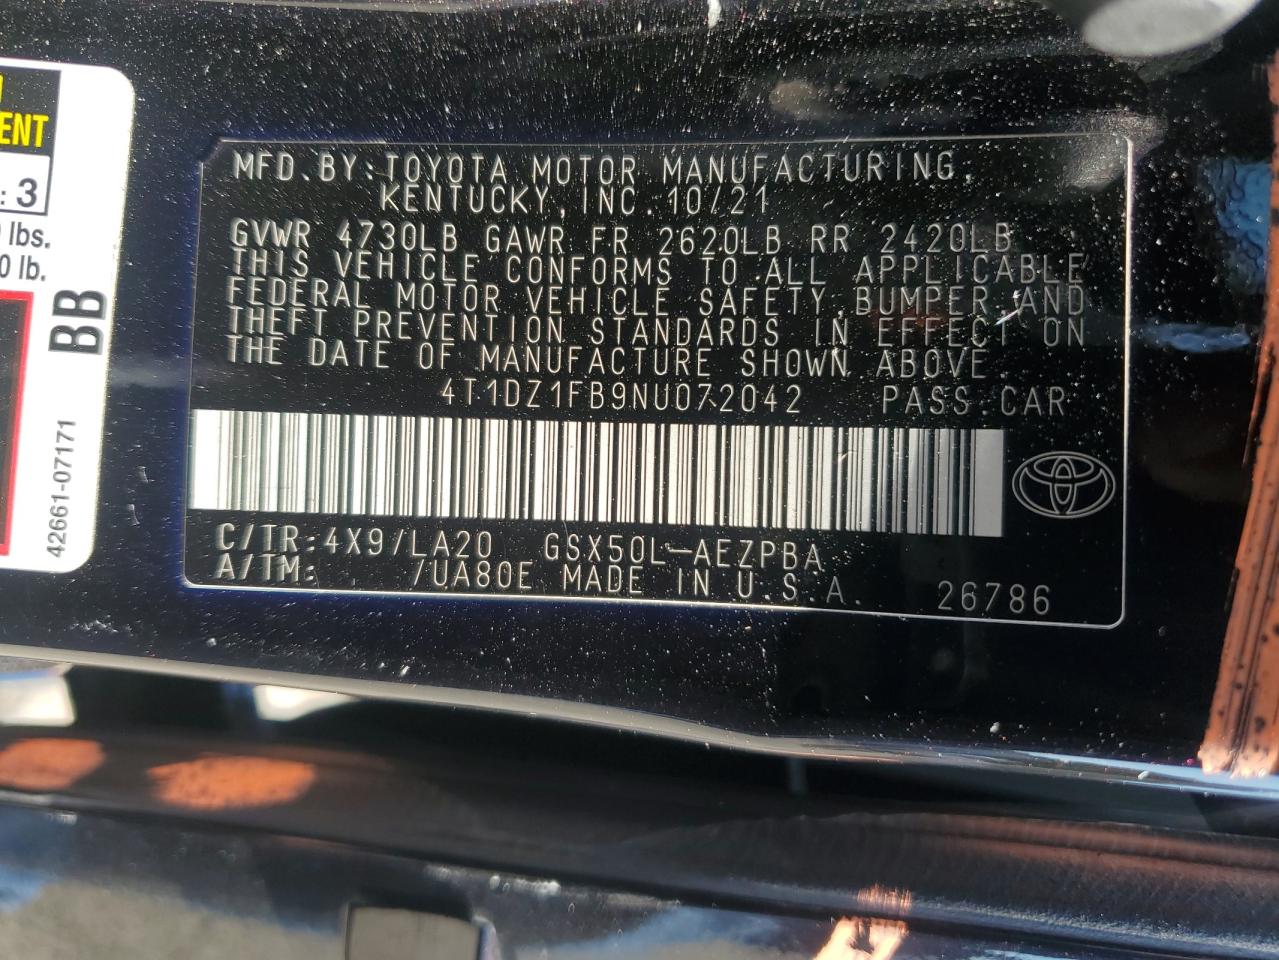 ENT
: 3
lbs.
0 lb.
BB
42661-07171
MFD. BY: TOYOTA MOTOR MANUFACTURING,
KENTUCKY, INC. 10/21
GVWR 4730LB GAWR FR 2620LB RR 2420LB
THIS VEHICLE CONFORMS TO ALL APPLICABLE
FEDERAL MOTOR VEHICLE SAFETY, BUMPER, AND
THEFT PREVENTION STANDARDS IN EFFECT ON
THE DATE OF MANUFACTURE SHOWN ABOVE.
4T1DZ1FB9NU072042 PASS. CAR
C/TR: 4X9/LA20 GSX50L-AEZPBA
A/TM: /UA80E MADE IN U.S.A. 26786